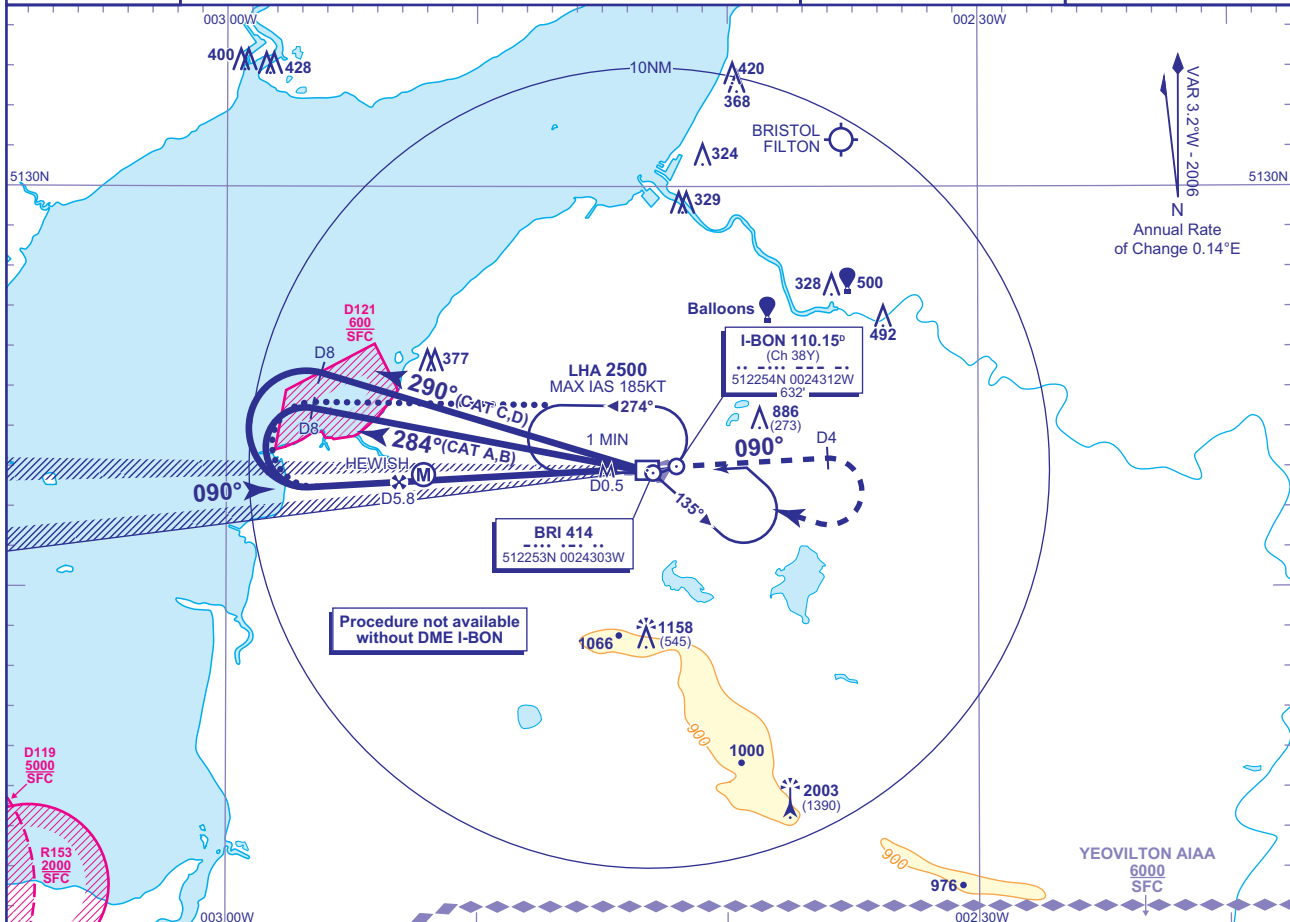 003 00W
002 30W
400
428
10NM
420
368
BRISTOL
FILTON
VAR 3.2°W - 2006
324
5130N
5130N
329
N
Annual Rate
of Change 0.14°E
328
500
D121
600
SFC
Balloons
492
I-BON 110.15ᴰ
(Ch 38Y)
·· –··· ––– –·
512254N 0024312W
632'
D8
377
LHA 2500
MAX IAS 185KT
290° (CAT C,D)
274°
886
(273)
D8
284° (CAT A,B)
1 MIN
090°
D4
HEWISH
M
M
D0.5
090°
D5.8
135°
BRI 414
–··· ·–· ··
512253N 0024303W
Procedure not available
without DME I-BON
1158
(545)
1066
900
1000
D119
5000
SFC
2003
(1390)
R153
2000
SFC
900
976
YEOVILTON AIAA
6000
SFC
003 00W
002 30W